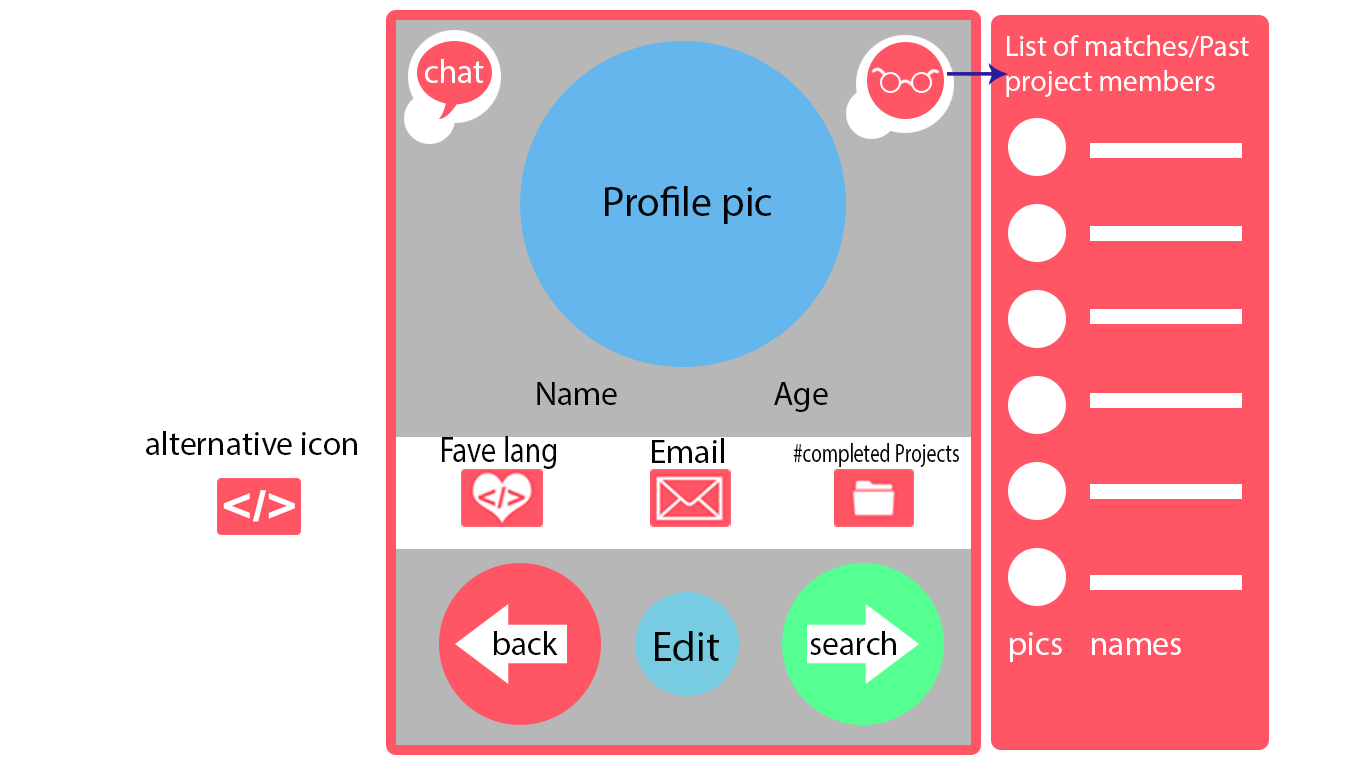 chat
List of matches/Past
project members
Profile pic
Name
Age
alternative icon
</>
Fave lang
</>
Email
#completed Projects
back
Edit
search
pics
names